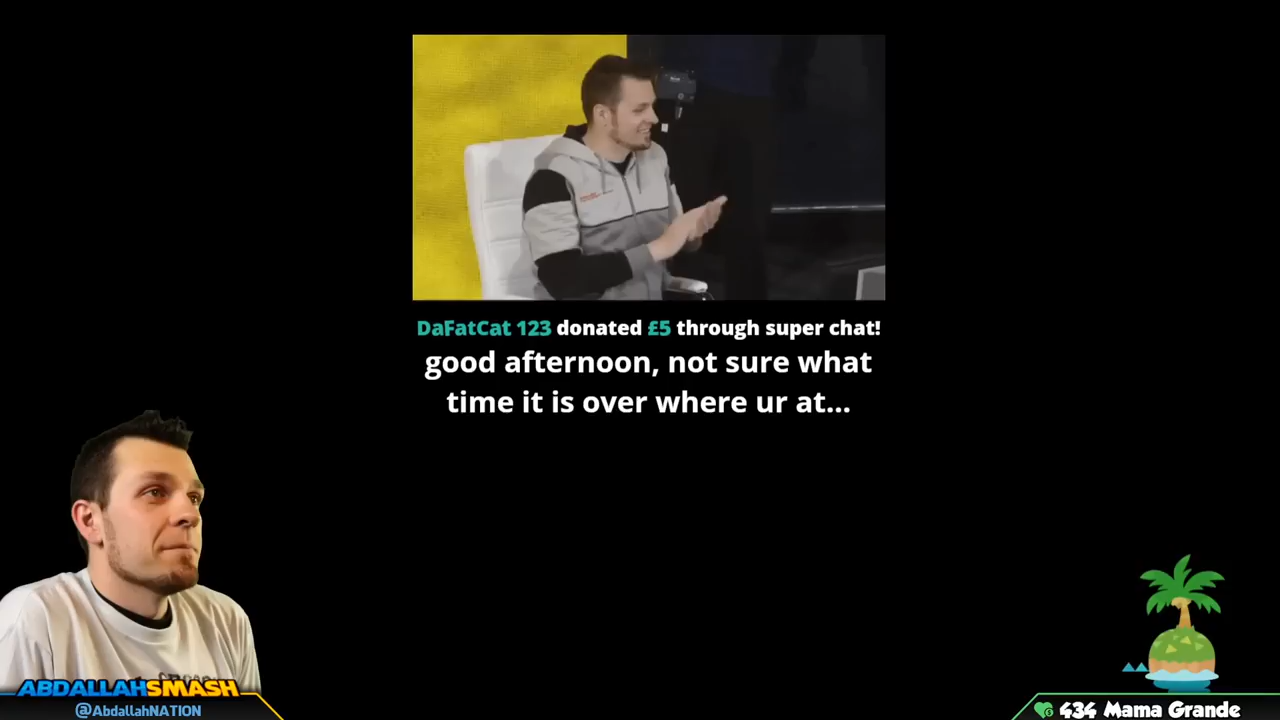 DaFatCat 123 donated £5 through super chat!
good afternoon, not sure what
time it is over where ur at...
ABDALLAHSMASH
@AbdallahNATION
434 Mama Grande